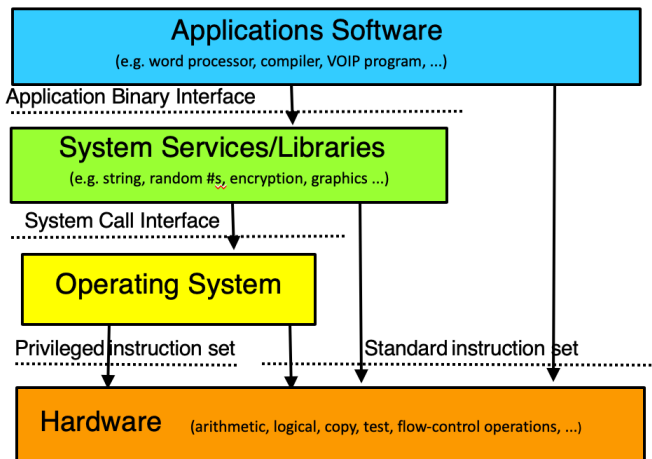 Applications Software
(e.g. word processor, compiler, VOIP program, ...)
Application Binary Interface
System Services/Libraries
(e.g. string, random #s, encryption, graphics ...)
System Call Interface
Operating System
Privileged instruction set
Standard instruction set
Hardware (arithmetic, logical, copy, test, flow-control operations, ...)